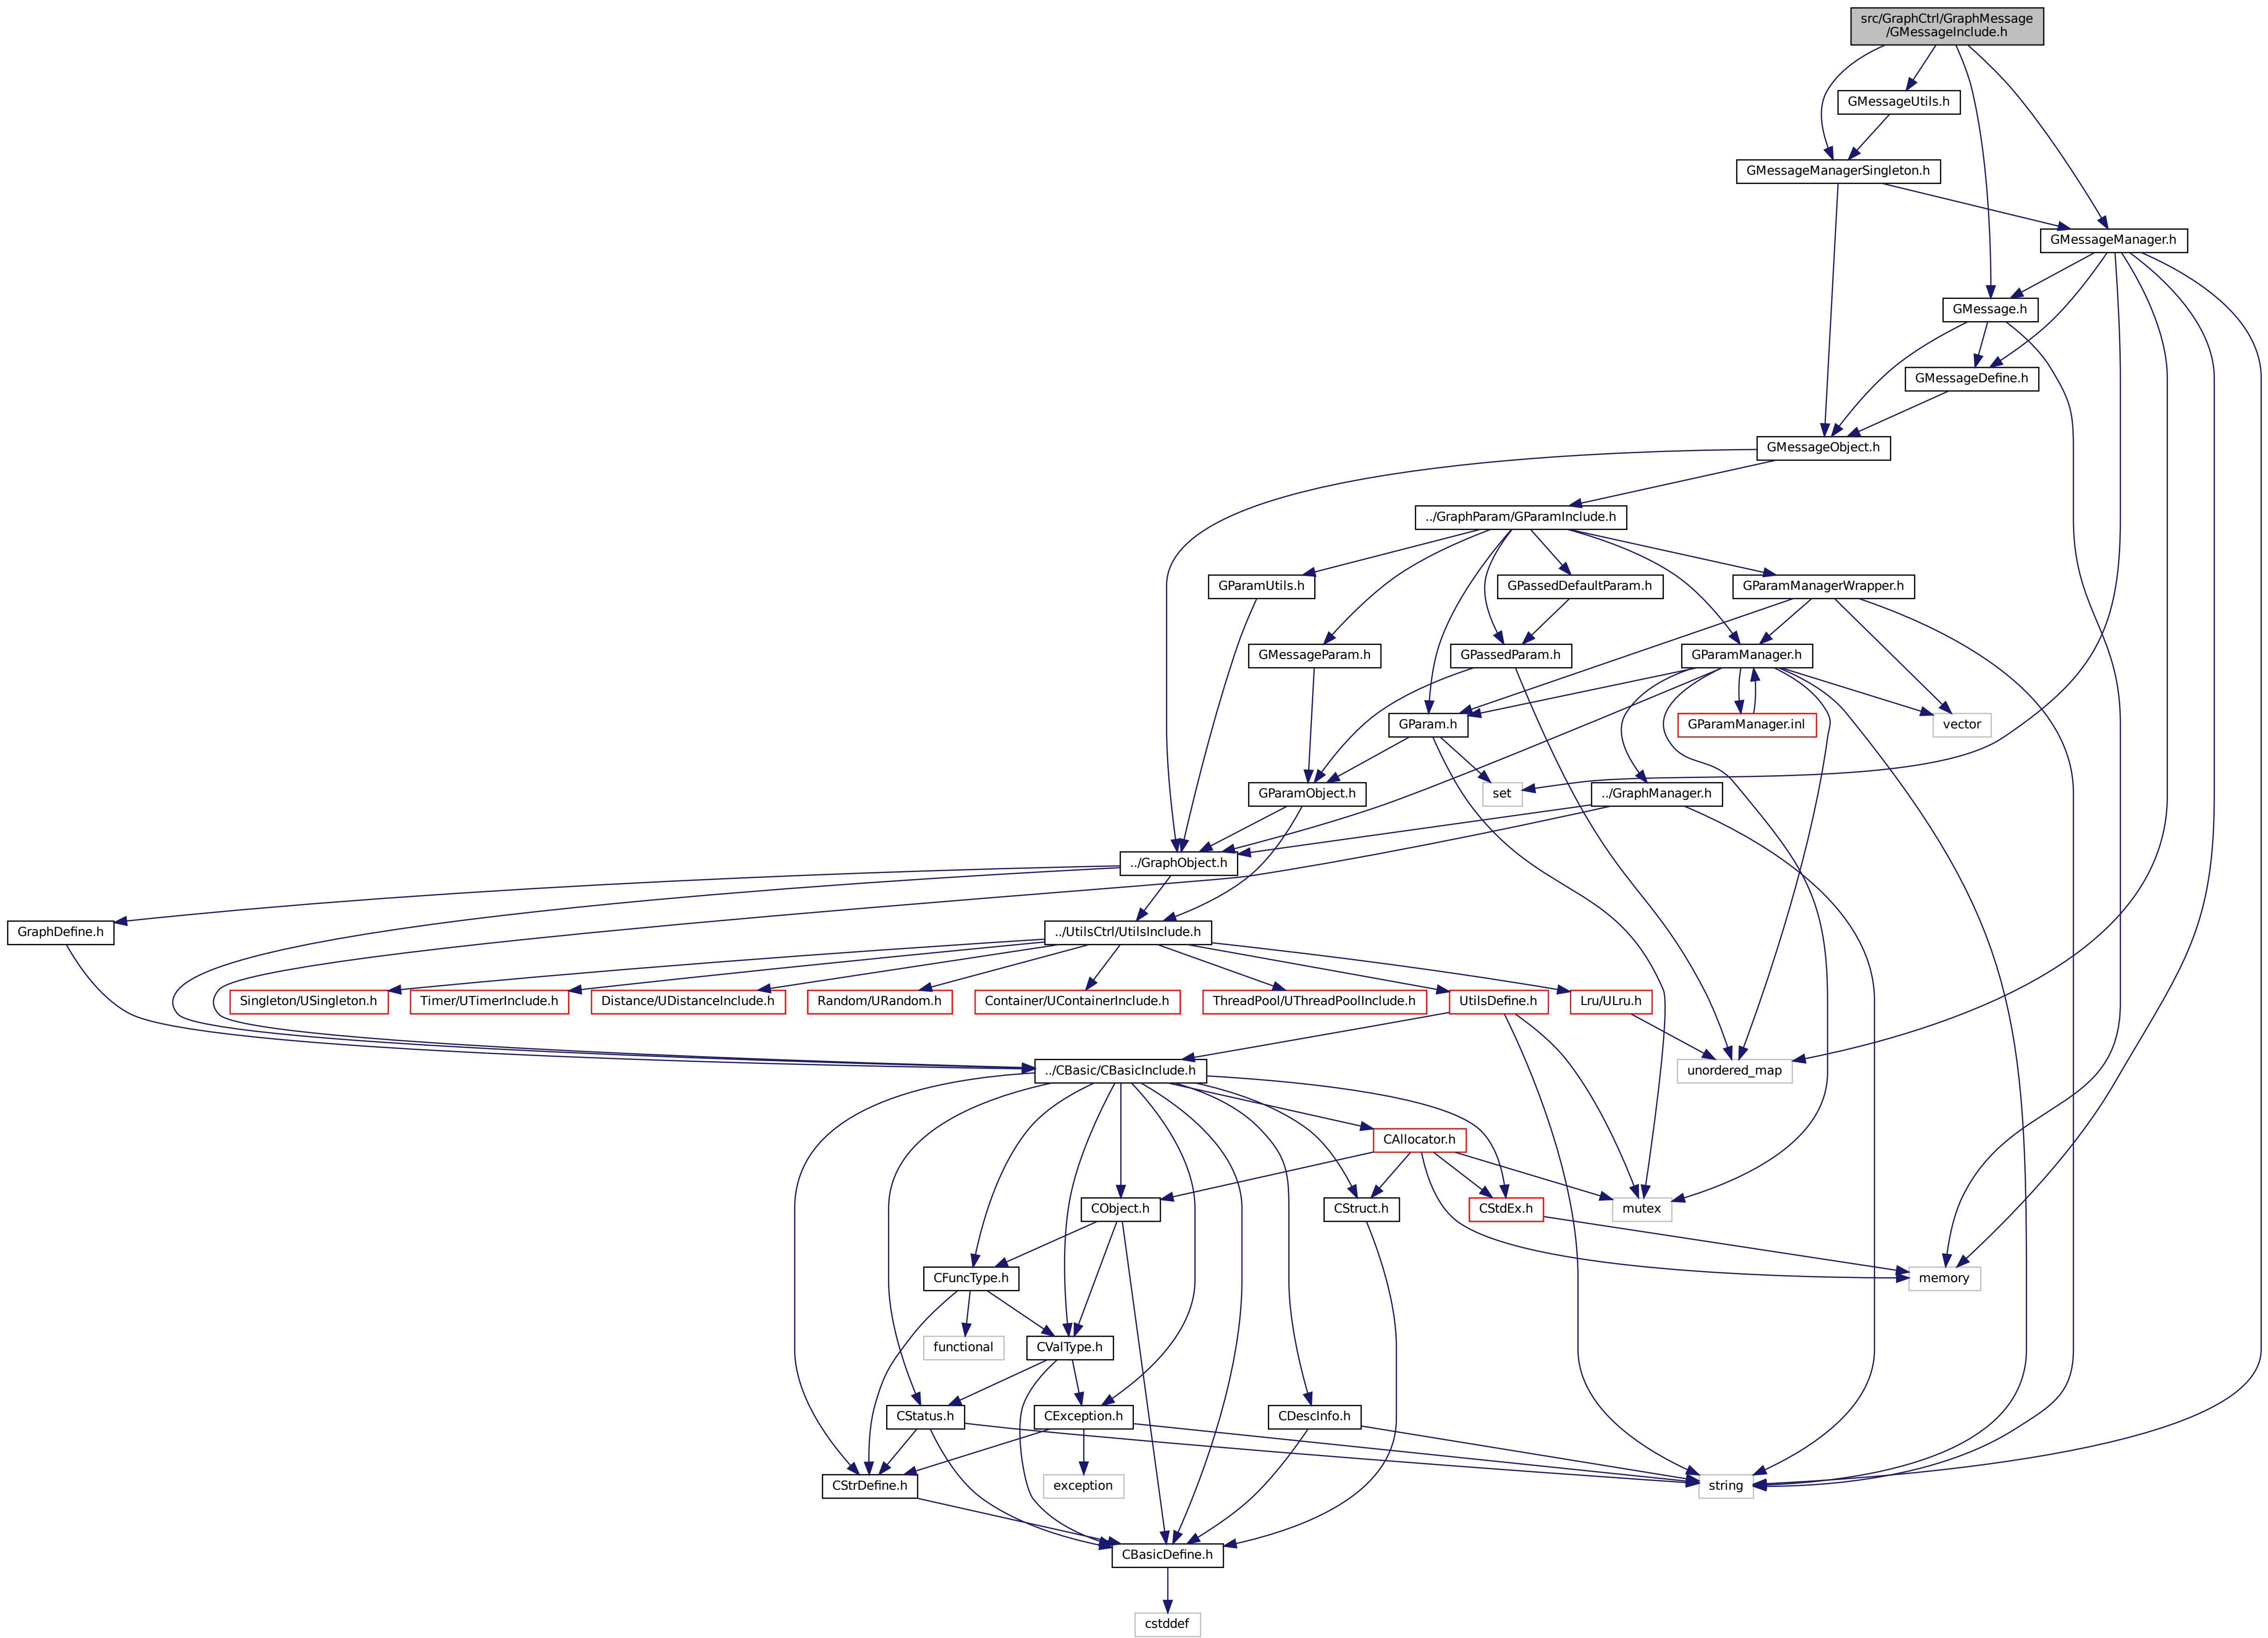 src/GraphCtrl/GraphMessage
/GMessageInclude.h
GMessageUtils.h
GMessageManagerSingleton.h
GMessageManager.h
GMessage.h
GMessageDefine.h
GMessageObject.h
../GraphParam/GParamInclude.h
GParamUtils.h
GPassedDefaultParam.h
GParamManagerWrapper.h
GMessageParam.h
GPassedParam.h
GParamManager.h
GParam.h
GParamManager.inl
vector
GParamObject.h
set
../GraphManager.h
../GraphObject.h
GraphDefine.h
../UtilsCtrl/UtilsInclude.h
Singleton/USingleton.h
Timer/UTimerInclude.h
Distance/UDistanceInclude.h
Random/URandom.h
Container/UContainerInclude.h
ThreadPool/UThreadPoolInclude.h
UtilsDefine.h
Lru/ULru.h
../CBasic/CBasicInclude.h
unordered_map
CAllocator.h
CObject.h
CStruct.h
CStdEx.h
mutex
CFuncType.h
memory
functional
CValType.h
CStatus.h
CException.h
CDescInfo.h
CStrDefine.h
exception
string
CBasicDefine.h
cstddef